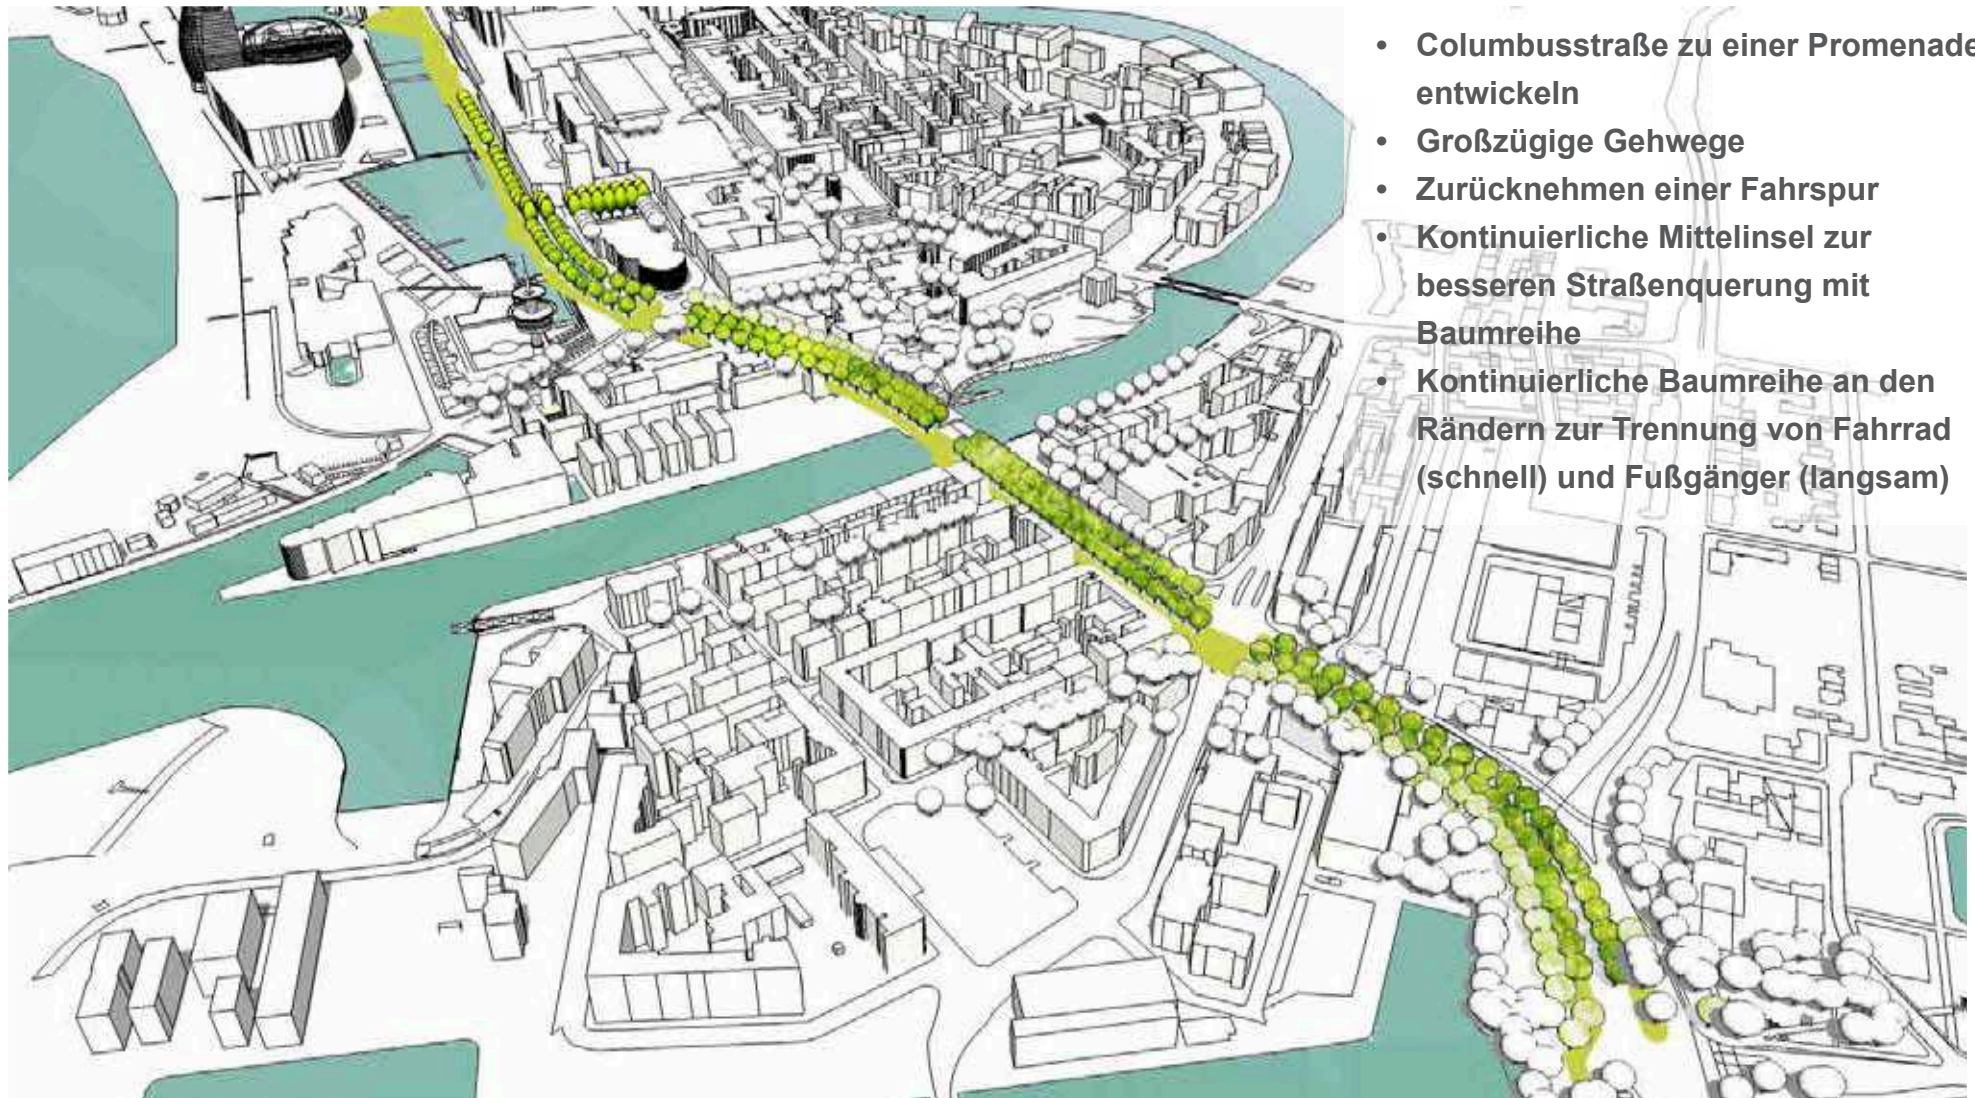 • Columbusstraße zu einer Promenade
entwickeln
• Großzügige Gehwege
• Zurücknehmen einer Fahrspur
• Kontinuierliche Mittelinsel zur
besseren Straßenquerung mit
Baumreihe
• Kontinuierliche Baumreihe an den
Rändern zur Trennung von Fahrrad
(schnell) und Fußgänger (langsam)